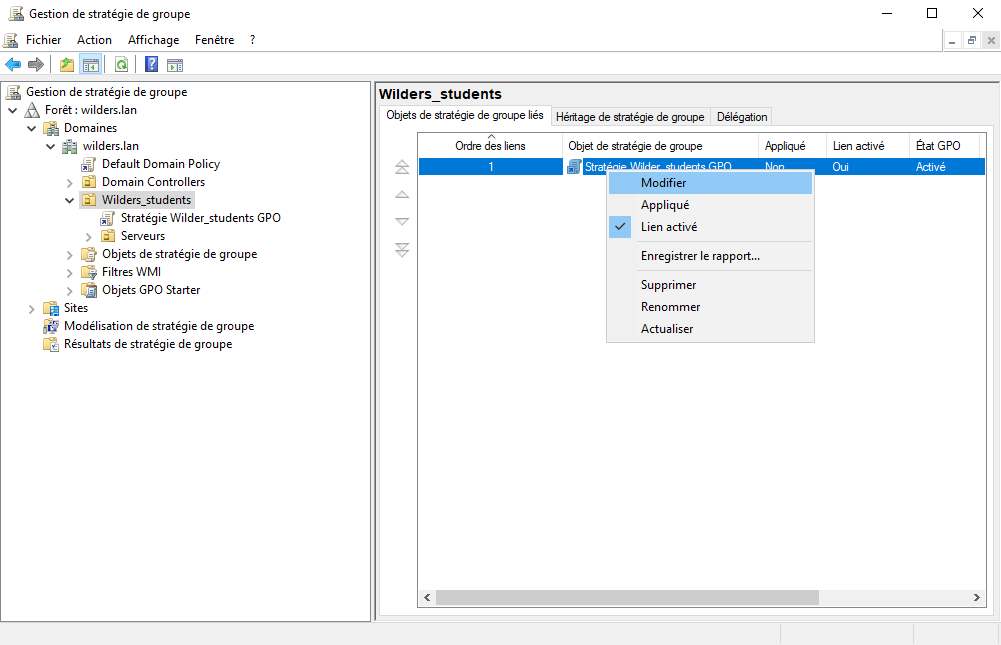 Gestion de stratégie de groupe
Fichier Action Affichage Fenêtre ?
Gestion de stratégie de groupe
Forêt : wilders.lan
Domaines
wilders.lan
Default Domain Policy
Domain Controllers
Wilders_students
Stratégie Wilder_students GPO
Serveurs
Objets de stratégie de groupe
Filtres WMI
Objets GPO Starter
Sites
Modélisation de stratégie de groupe
Résultats de stratégie de groupe
Wilders_students
Objets de stratégie de groupe liés Héritage de stratégie de groupe Délégation
Ordre des liens Objet de stratégie de groupe Appliqué Lien activé État GPO
1 Stratégie Wilder_students GPO Non Oui Activé
Modifier
Appliqué
Lien activé
Enregistrer le rapport...
Supprimer
Renommer
Actualiser